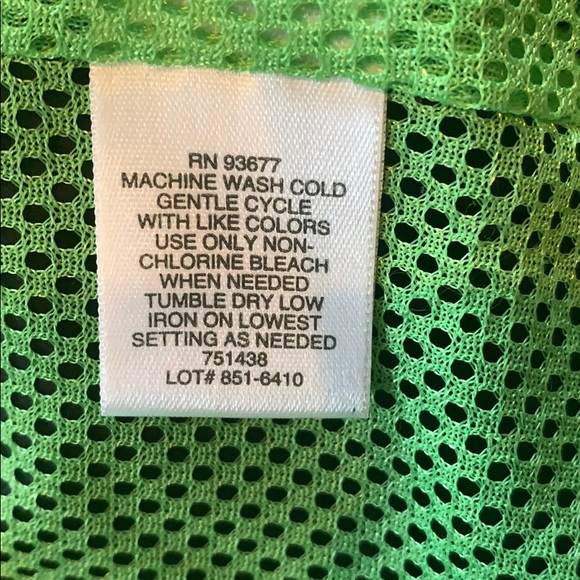 RN 93677
MACHINE WASH COLD
GENTLE CYCLE
WITH LIKE COLORS
USE ONLY NON-
CHLORINE BLEACH
WHEN NEEDED
TUMBLE DRY LOW
IRON ON LOWEST
SETTING AS NEEDED
751438
LOT# 851-6410